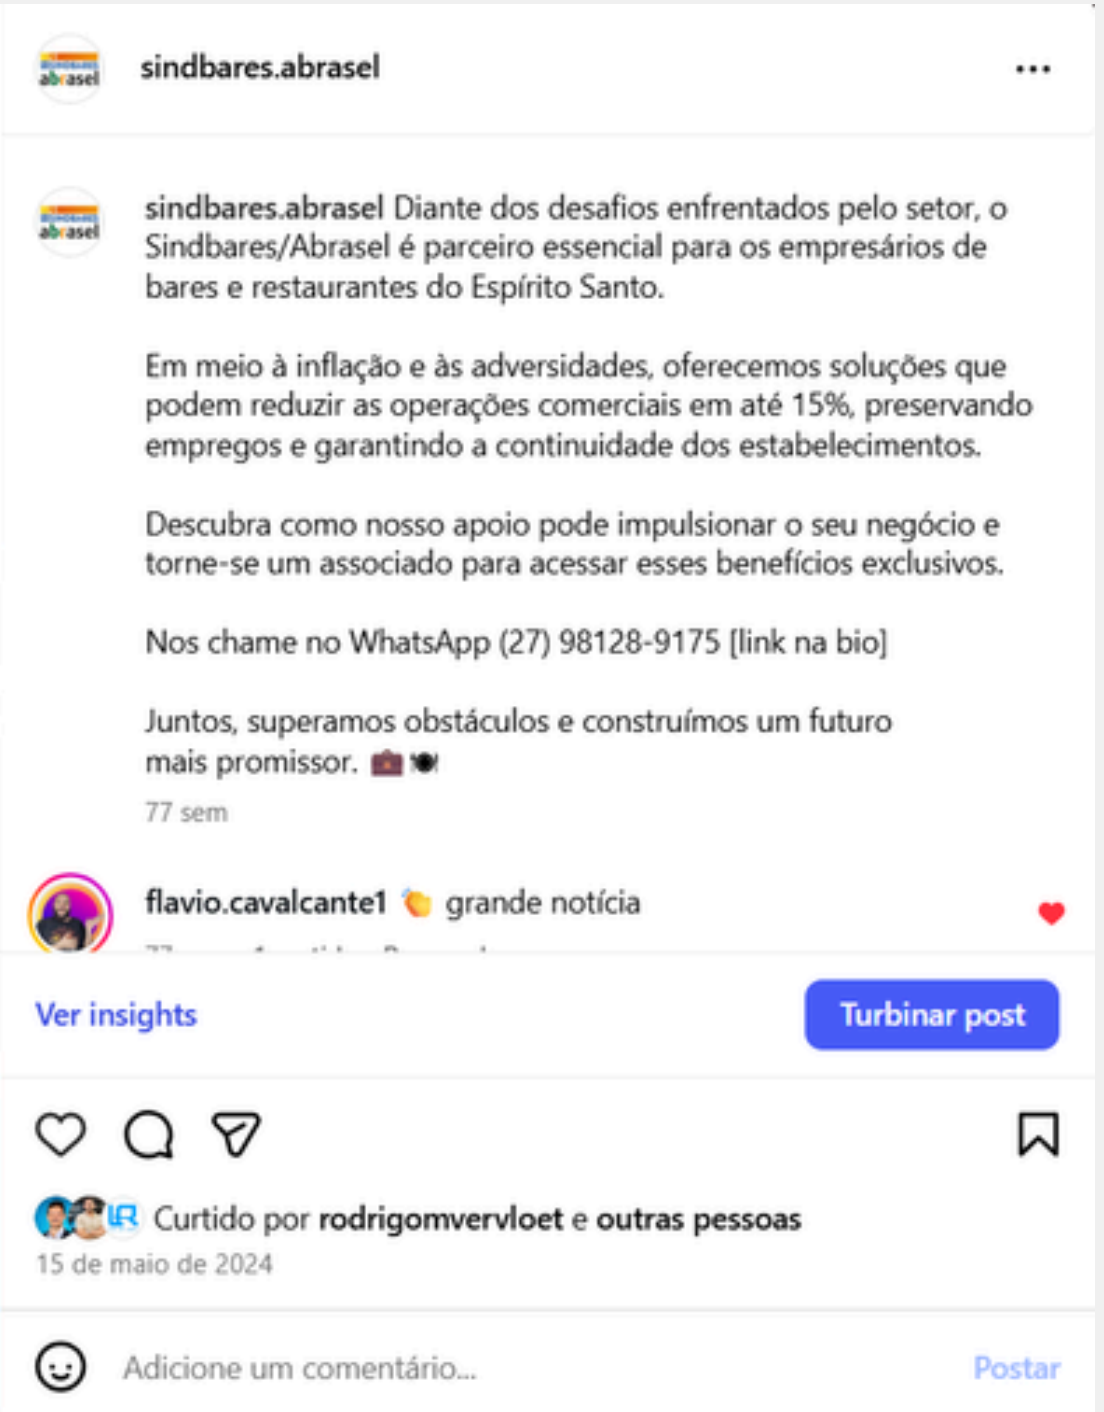 abrasel
sindbares.abrasel
abrasel
sindbares.abrasel Diante dos desafios enfrentados pelo setor, o
Sindbares/Abrasel é parceiro essencial para os empresários de
bares e restaurantes do Espírito Santo.
Em meio à inflação e às adversidades, oferecemos soluções que
podem reduzir as operações comerciais em até 15%, preservando
empregos e garantindo a continuidade dos estabelecimentos.
Descubra como nosso apoio pode impulsionar o seu negócio e
torne-se um associado para acessar esses benefícios exclusivos.
Nos chame no WhatsApp (27) 98128-9175 [link na bio]
Juntos, superamos obstáculos e construímos um futuro
mais promissor. 💼🍽
77 sem
flavio.cavalcante1 👏 grande notícia
Ver insights
Turbinar post
Curtido por rodrigomvervloet e outras pessoas
15 de maio de 2024
Adicione um comentário...
Postar